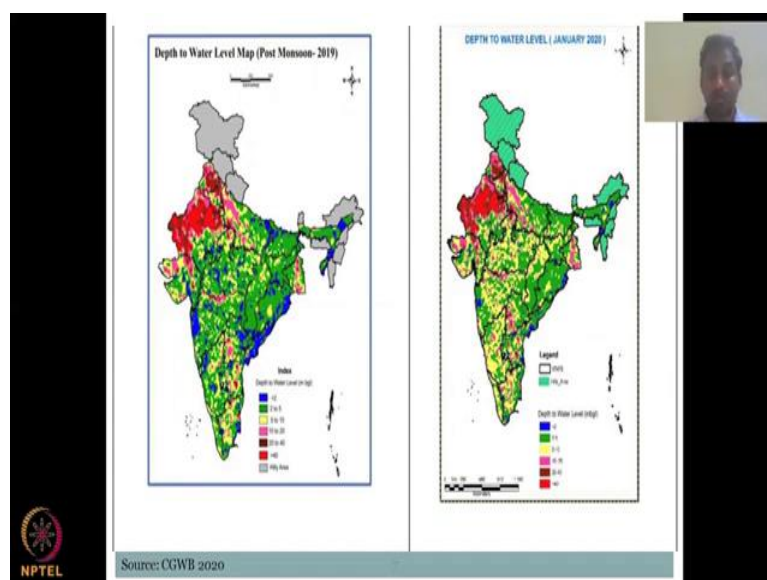 Depth to Water Level Map (Post Monsoon- 2019)
Index
Depth to Water Level (m bgl)
<2
2 to 5
5 to 10
10 to 20
20 to 40
>40
Hilly Area
DEPTH TO WATER LEVEL ( JANUARY 2020 )
Legend
Depth to Water Level (mbgl)
Source: CGWB 2020
NPTEL